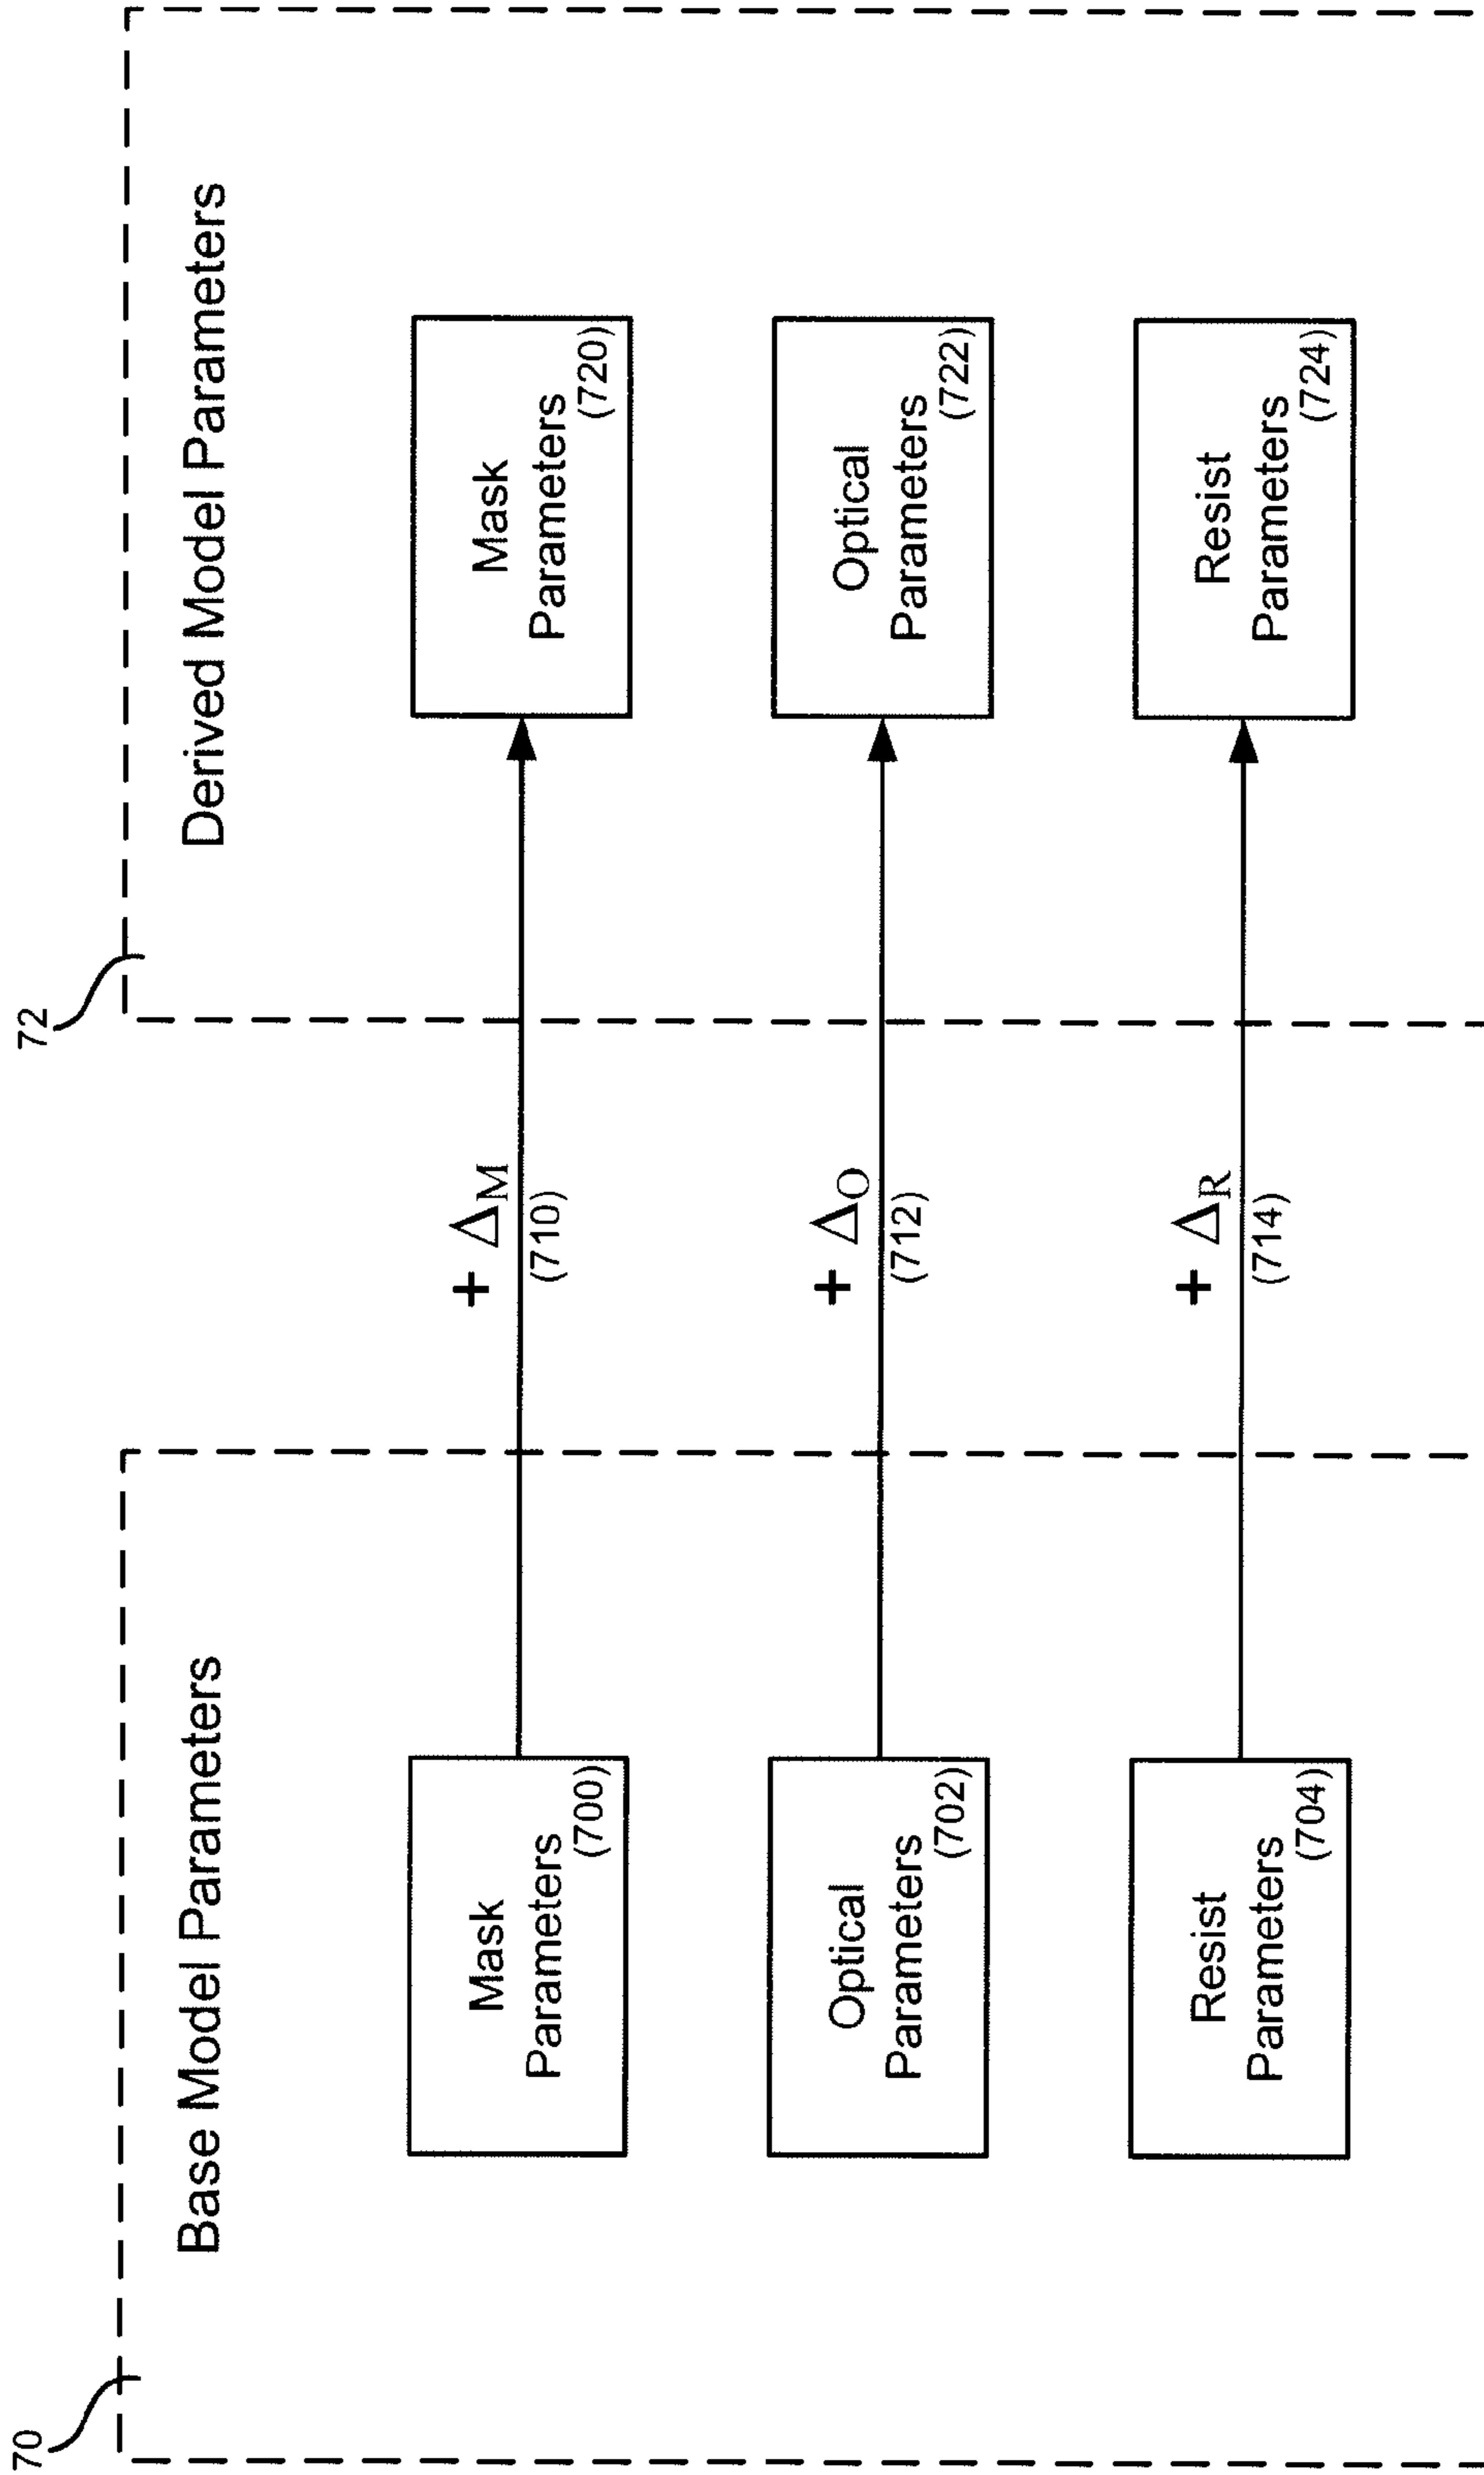 70
72
Base Model Parameters
Derived Model Parameters
Mask
Parameters
(700)
+ ΔM
(710)
Mask
Parameters
(720)
Optical
Parameters
(702)
+ ΔO
(712)
Optical
Parameters
(722)
Resist
Parameters
(704)
+ ΔR
(714)
Resist
Parameters
(724)